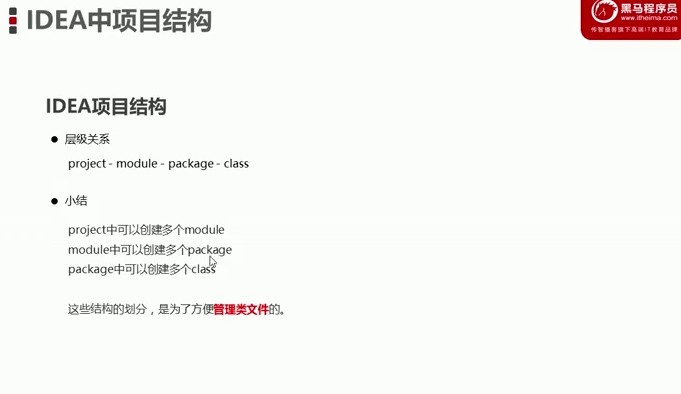 IDEA中项目结构
黑马程序员
www.itheima.com
传智播客旗下高端IT教育品牌
IDEA项目结构
● 层级关系
project - module - package - class
● 小结
project中可以创建多个module
module中可以创建多个package
package中可以创建多个class
这些结构的划分，是为了方便管理类文件的。